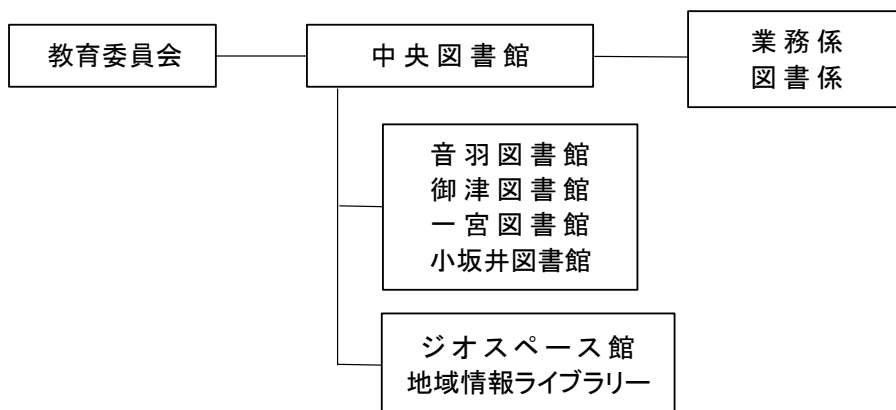 教育委員会
中央図書館
業務係
図書係
音羽図書館
御津図書館
一宮図書館
小坂井図書館
ジオスペース館
地域情報ライブラリー